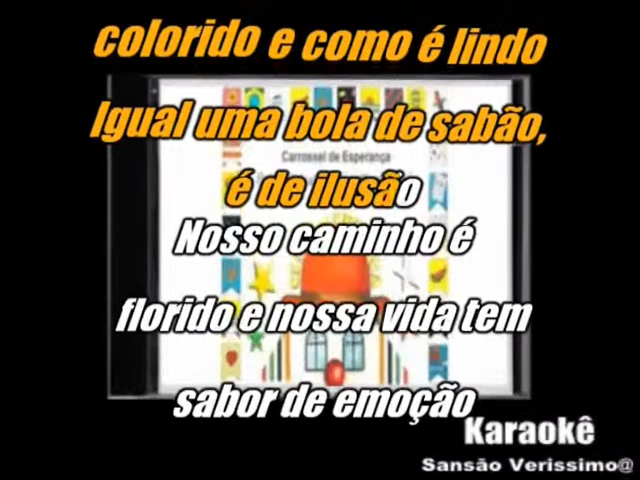 colorido e como é lindo
Igual uma bola de sabão,
Carrossel de Esperança
é de ilusão
Nosso caminho é
florido e nossa vida tem
sabor de emoção
Karaokê
Sansão Verissimo@